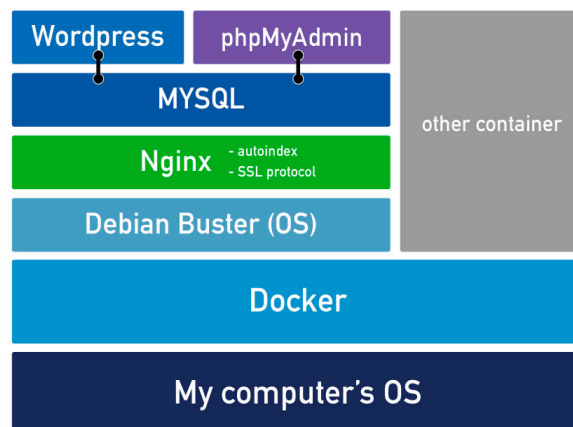 Wordpress
phpMyAdmin
MYSQL
other container
Nginx
- autoindex
- SSL protocol
Debian Buster (OS)
Docker
My computer's OS